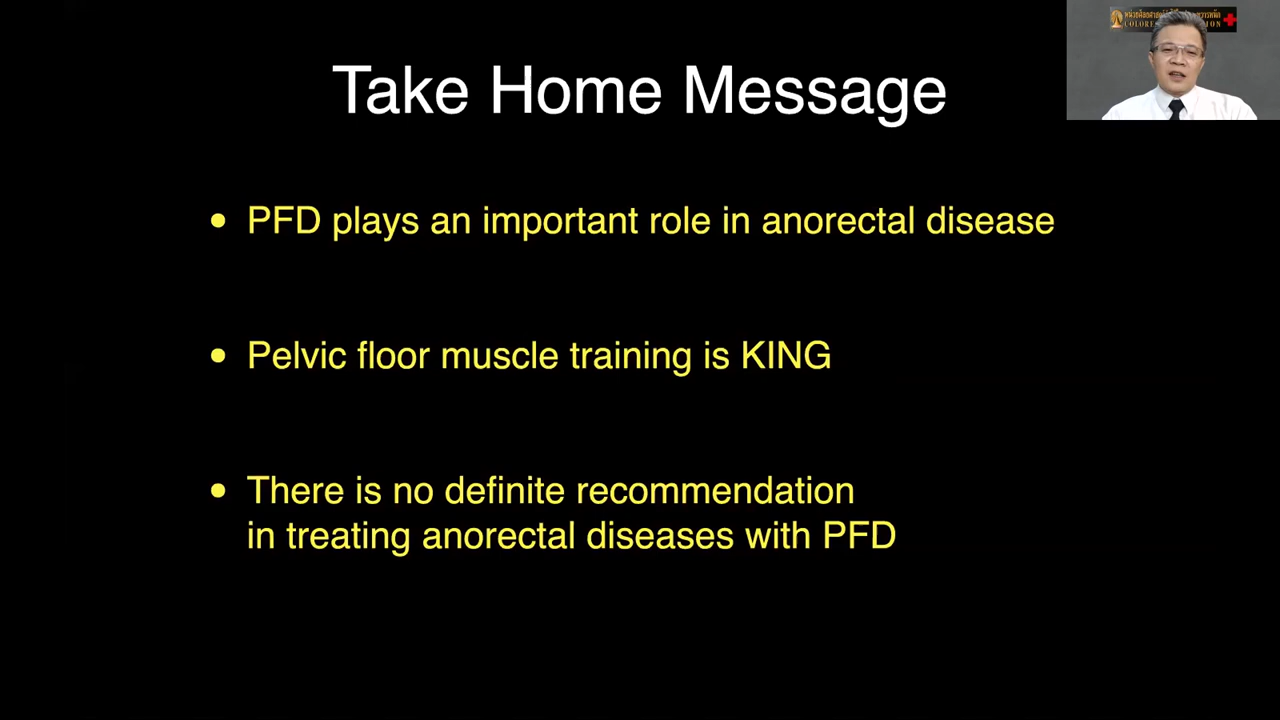 Take Home Message
• PFD plays an important role in anorectal disease
• Pelvic floor muscle training is KING
• There is no definite recommendation
in treating anorectal diseases with PFD